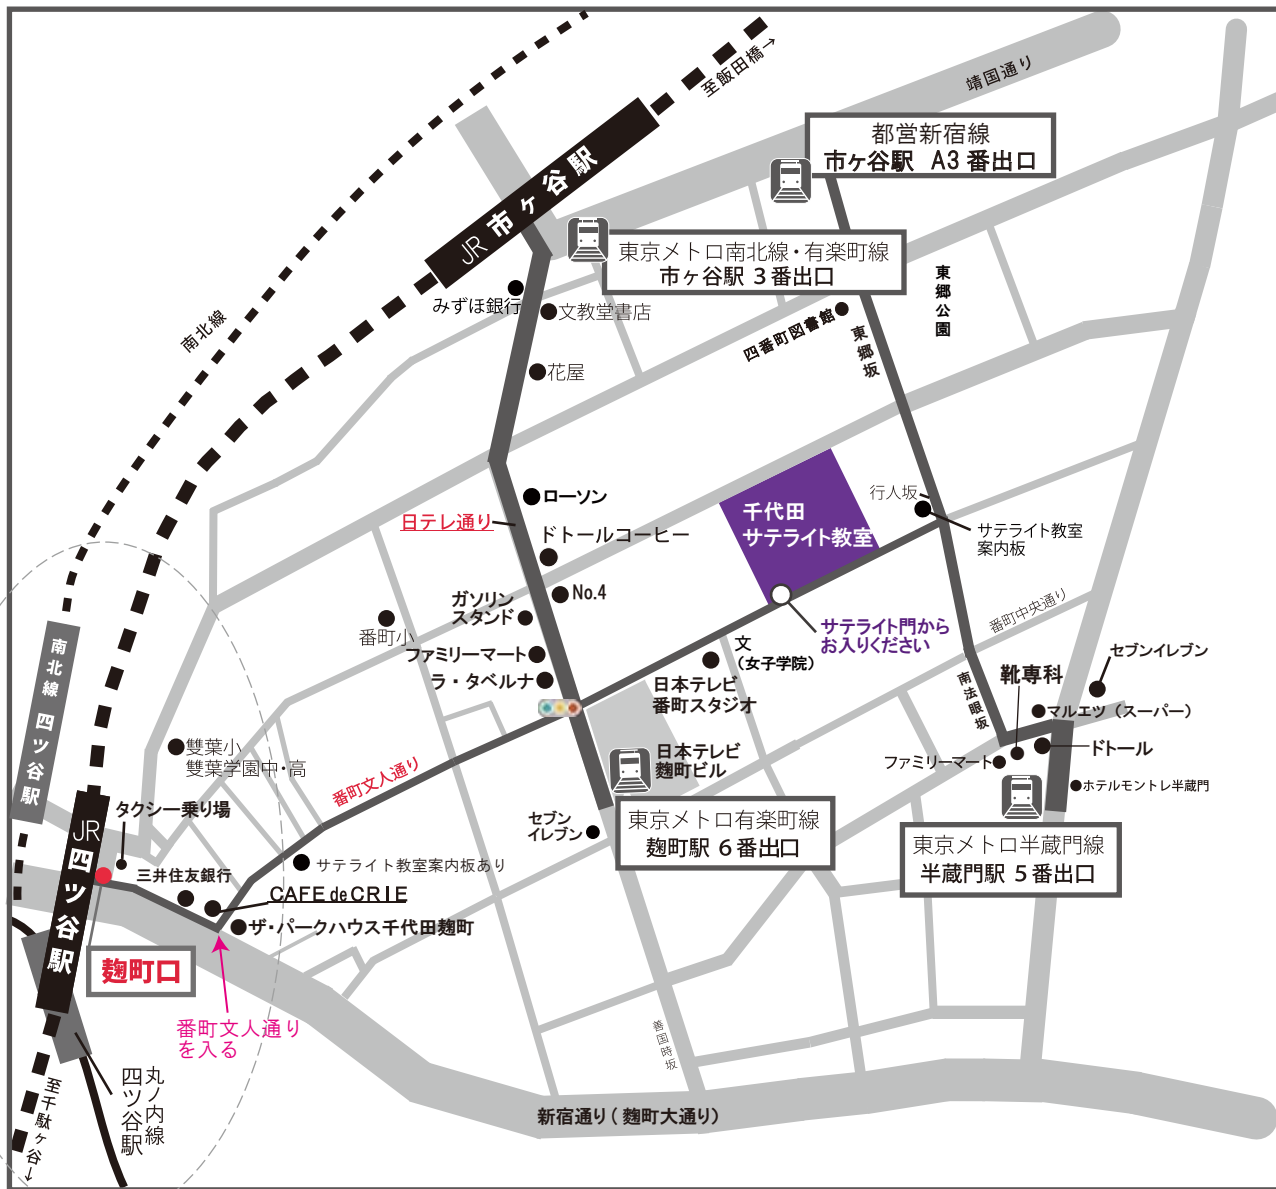 靖国通り
至飯田橋→
都営新宿線
市ヶ谷駅 A3番出口
JR 市ヶ谷駅
東京メトロ南北線・有楽町線
市ヶ谷駅 3番出口
東郷公園
南北線
みずほ銀行
文教堂書店
四番町図書館
東郷坂
花屋
ローソン
日テレ通り
ドトールコーヒー
千代田
サテライト教室
行人坂
サテライト教室
案内板
No.4
ガソリン
スタンド
番町小
ファミリーマート
ラ・タベルナ
サテライト門から
お入りください
番町中央通り
文
(女子学院)
日本テレビ
番町スタジオ
セブンイレブン
靴専科
南法眼坂
マルエツ(スーパー)
ドトール
ファミリーマート
ホテルモントレ半蔵門
南北線 四ツ谷駅
雙葉小
雙葉学園中・高
番町文人通り
日本テレビ
麹町ビル
セブン
イレブン
東京メトロ有楽町線
麹町駅 6番出口
東京メトロ半蔵門線
半蔵門駅 5番出口
タクシー乗り場
JR 四ツ谷駅
三井住友銀行
サテライト教室案内板あり
CAFE de CRIE
ザ・パークハウス千代田麹町
麹町口
番町文人通り
を入る
善国時坂
丸ノ内線
四ツ谷駅
至千駄ヶ谷→
新宿通り(麹町大通り)